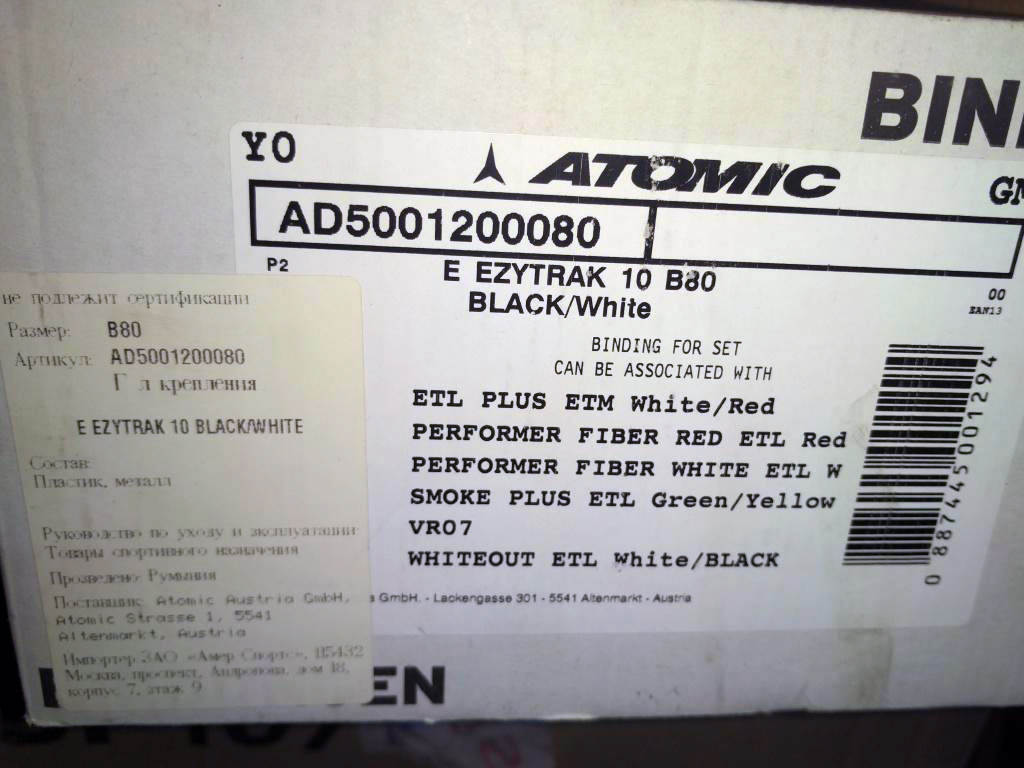 BIN
YO
ATOMIC
AD5001200080
P2
E EZYTRAK 10 B80
BLACK/White
00
EAN13
BINDING FOR SET
CAN BE ASSOCIATED WITH
ETL PLUS ETM White/Red
PERFORMER FIBER RED ETL Red
PERFORMER FIBER WHITE ETL W
SMOKE PLUS ETL Green/Yellow
VR07
WHITEOUT ETL White/BLACK
0 887445 001294
GmbH. - Lackengasse 301 - 5541 Altenmarkt - Austria
не подлежит сертификации
Размер: B80
Артикул: AD5001200080
Г л крепления
E EZYTRAK 10 BLACK/WHITE
Состав:
Пластик, металл
Руководство по уходу и эксплуатации:
Товары спортивного назначения
Прозведено: Румыния
Поставщик: Atomic Austria GmbH,
Atomic Strasse 1, 5541
Altenmarkt, Austria
Импортер ЗАО «Амер Спортс», 115432
Москва, проспект, Андропова, дом 18,
корпус 7, этаж 9
EN